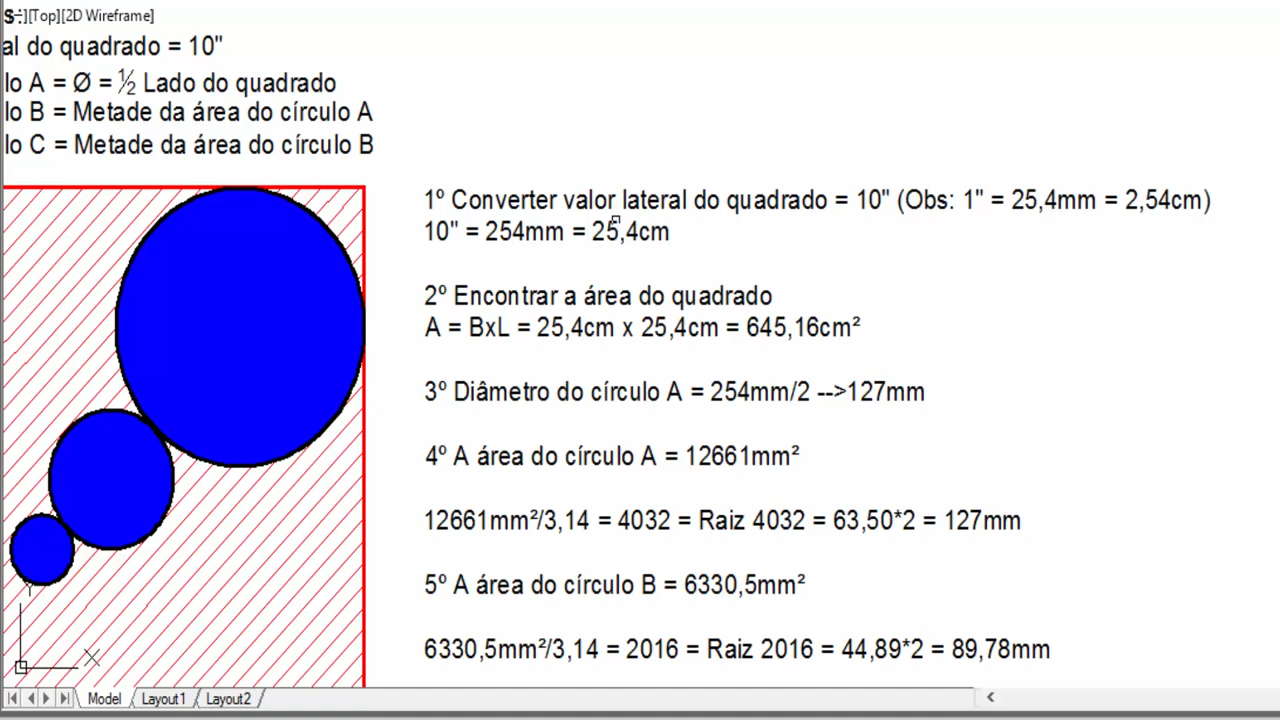 ][Top][2D Wireframe]
al do quadrado = 10"
lo A = Ø = ½ Lado do quadrado
lo B = Metade da área do círculo A
lo C = Metade da área do círculo B
1º Converter valor lateral do quadrado = 10" (Obs: 1" = 25,4mm = 2,54cm)
10" = 254mm = 25,4cm
2º Encontrar a área do quadrado
A = BxL = 25,4cm x 25,4cm = 645,16cm²
3º Diâmetro do círculo A = 254mm/2 -->127mm
4º A área do círculo A = 12661mm²
12661mm²/3,14 = 4032 = Raiz 4032 = 63,50*2 = 127mm
5º A área do círculo B = 6330,5mm²
6330,5mm²/3,14 = 2016 = Raiz 2016 = 44,89*2 = 89,78mm
Y
X
Model Layout1 Layout2